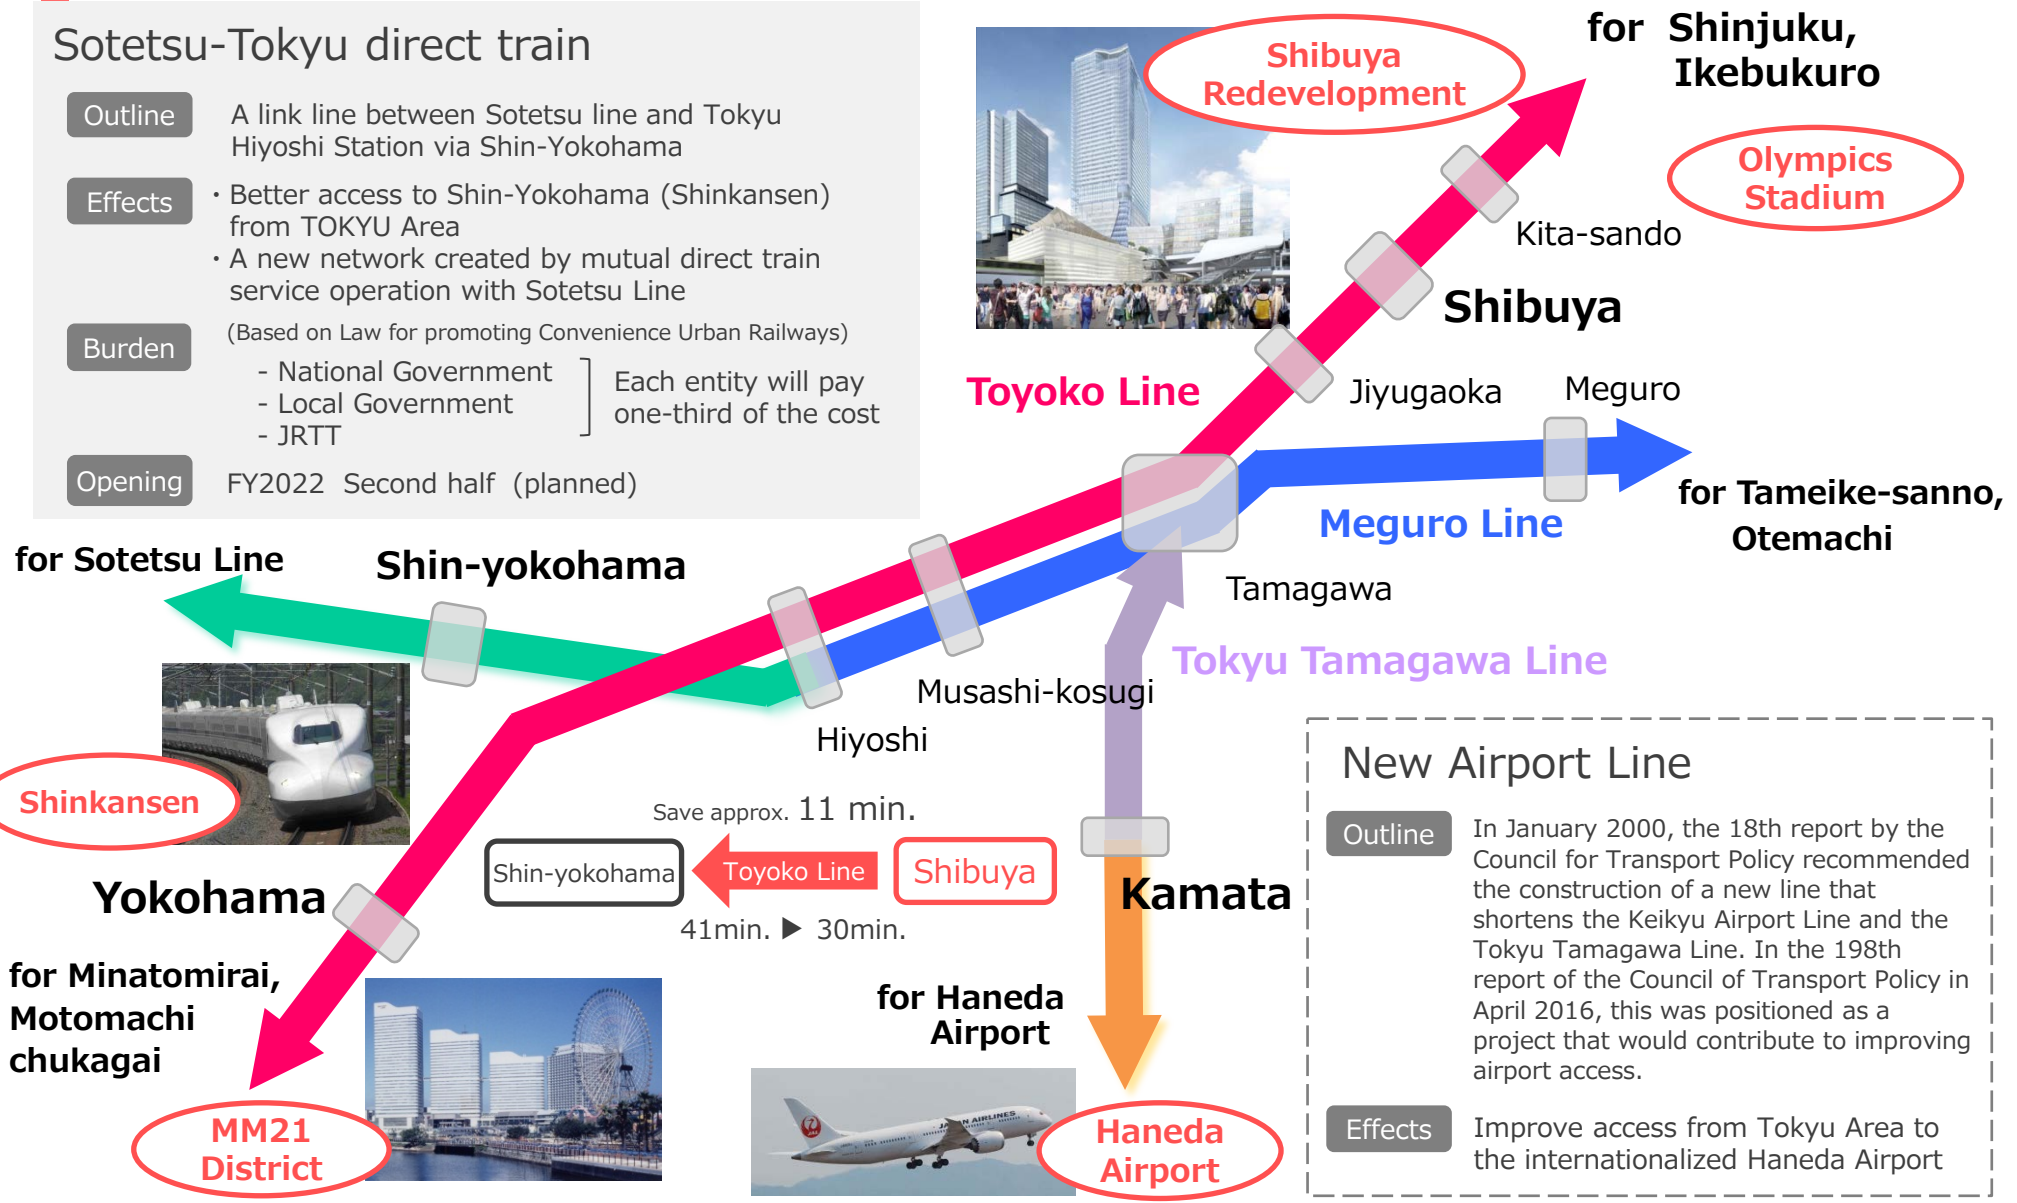 Sotetsu-Tokyu direct train
Outline
A link line between Sotetsu line and Tokyu
Hiyoshi Station via Shin-Yokohama
Effects
・Better access to Shin-Yokohama (Shinkansen)
from TOKYU Area
・A new network created by mutual direct train
service operation with Sotetsu Line
Burden
(Based on Law for promoting Convenience Urban Railways)
- National Government
- Local Government
- JRTT
Each entity will pay
one-third of the cost
Opening
FY2022 Second half (planned)
Shibuya
Redevelopment
for Shinjuku,
Ikebukuro
Olympics
Stadium
Kita-sando
Shibuya
Toyoko Line
Jiyugaoka
Meguro
Meguro Line
for Tameike-sanno,
Otemachi
for Sotetsu Line
Shin-yokohama
Tamagawa
Tokyu Tamagawa Line
Musashi-kosugi
Hiyoshi
Shinkansen
Save approx. 11 min.
Shin-yokohama
Toyoko Line
Shibuya
41min. ▶ 30min.
Yokohama
Kamata
for Minatomirai,
Motomachi
chukagai
for Haneda
Airport
MM21
District
JAPAN AIRLINES
JAL
Haneda
Airport
New Airport Line
Outline
In January 2000, the 18th report by the
Council for Transport Policy recommended
the construction of a new line that
shortens the Keikyu Airport Line and the
Tokyu Tamagawa Line. In the 198th
report of the Council of Transport Policy in
April 2016, this was positioned as a
project that would contribute to improving
airport access.
Effects
Improve access from Tokyu Area to
the internationalized Haneda Airport